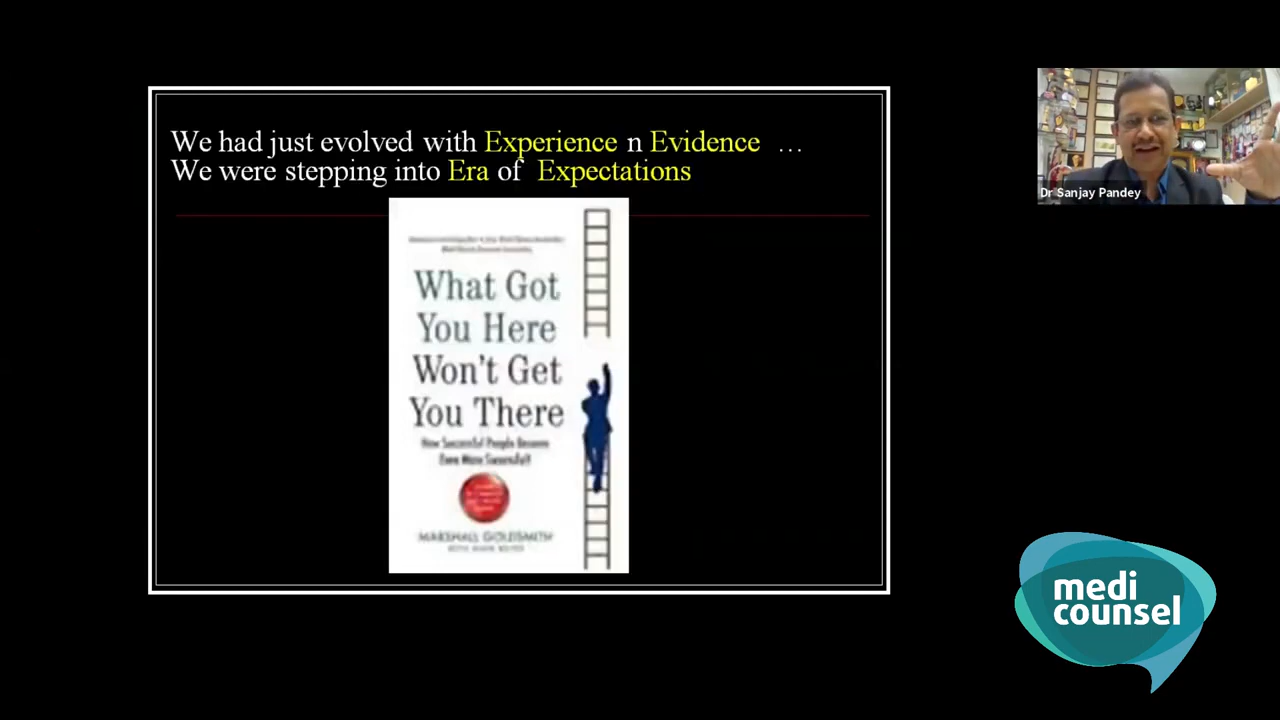 We had just evolved with Experience n Evidence ...
We were stepping into Era of Expectations
What Got
You Here
Won't Get
You There
How Successful People Become
Even More Successful!
MARSHALL GOLDSMITH
Dr Sanjay Pandey
medi
counsel